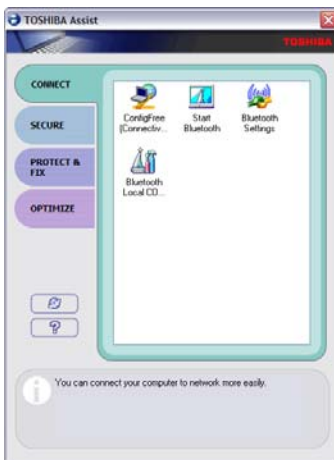 TOSHIBA Assist
TOSHIBA
CONNECT
SECURE
PROTECT &
FIX
OPTIMIZE
ConfigFree
(Connectiv...
Start
Bluetooth
Bluetooth
Settings
Bluetooth
Local CO...
?
i
You can connect your computer to network more easily.